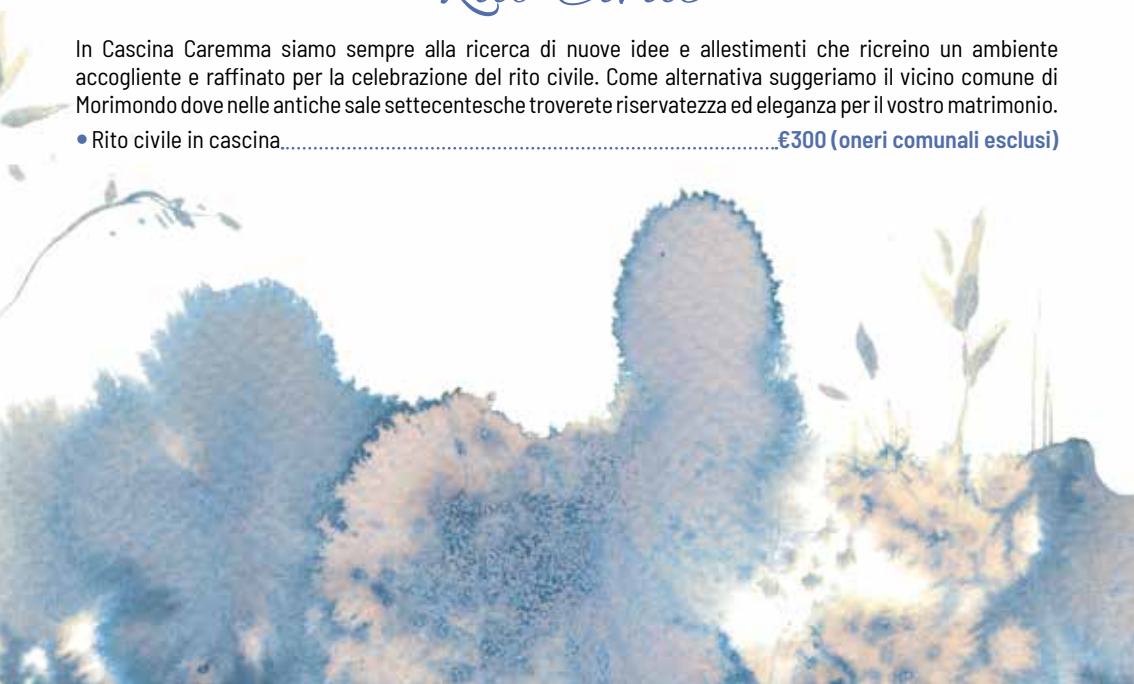 Rito Civile
In Cascina Caremma siamo sempre alla ricerca di nuove idee e allestimenti che ricreino un ambiente
accogliente e raffinato per la celebrazione del rito civile. Come alternativa suggeriamo il vicino comune di
Morimondo dove nelle antiche sale settecentesche troverete riservatezza ed eleganza per il vostro matrimonio.
• Rito civile in cascina..............................................................................€300 (oneri comunali esclusi)